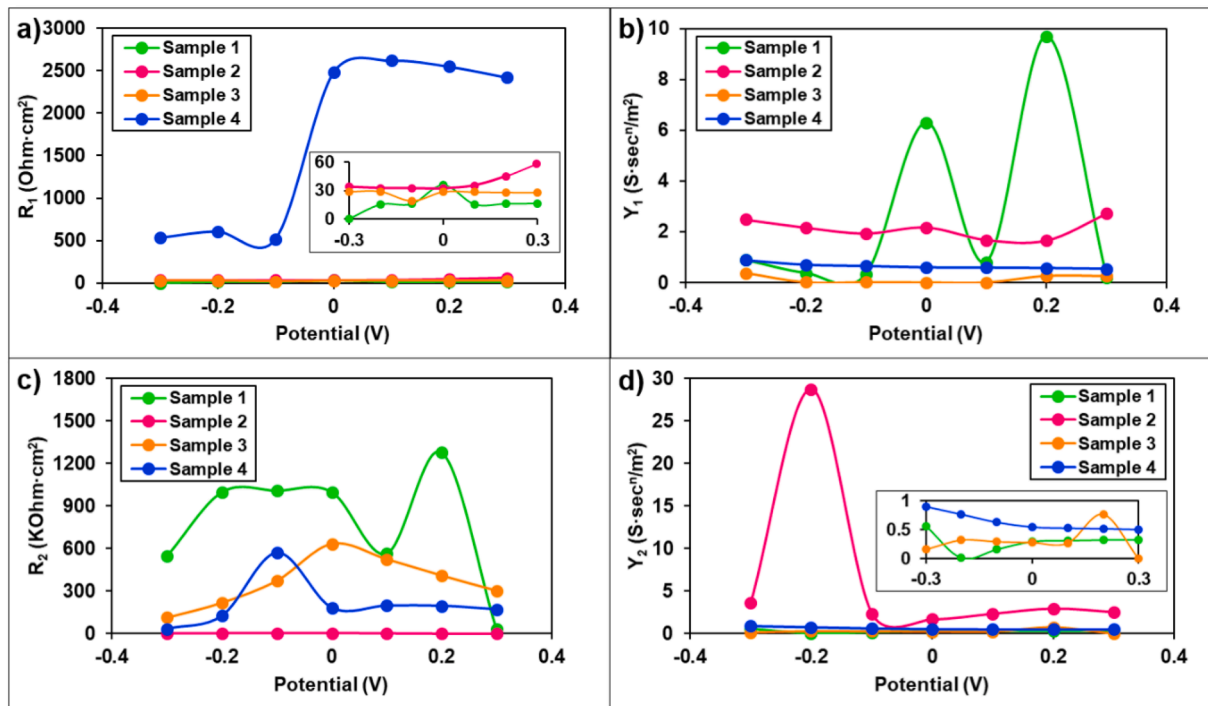 a)
3000
2500
2000
1500
1000
500
0
R₁ (Ohm·cm²)
Sample 1
Sample 2
Sample 3
Sample 4
60
30
0
-0.3 0 0.3
-0.4 -0.2 0 0.2 0.4
Potential (V)
b)
10
8
6
4
2
0
Y₁ (S·secⁿ/m²)
Sample 1
Sample 2
Sample 3
Sample 4
-0.4 -0.2 0 0.2 0.4
Potential (V)
c)
1800
1500
1200
900
600
300
0
R₂ (KOhm·cm²)
Sample 1
Sample 2
Sample 3
Sample 4
-0.4 -0.2 0 0.2 0.4
Potential (V)
d)
30
25
20
15
10
5
0
Y₂ (S·secⁿ/m²)
Sample 1
Sample 2
Sample 3
Sample 4
1
0.5
0
-0.3 0 0.3
-0.4 -0.2 0 0.2 0.4
Potential (V)